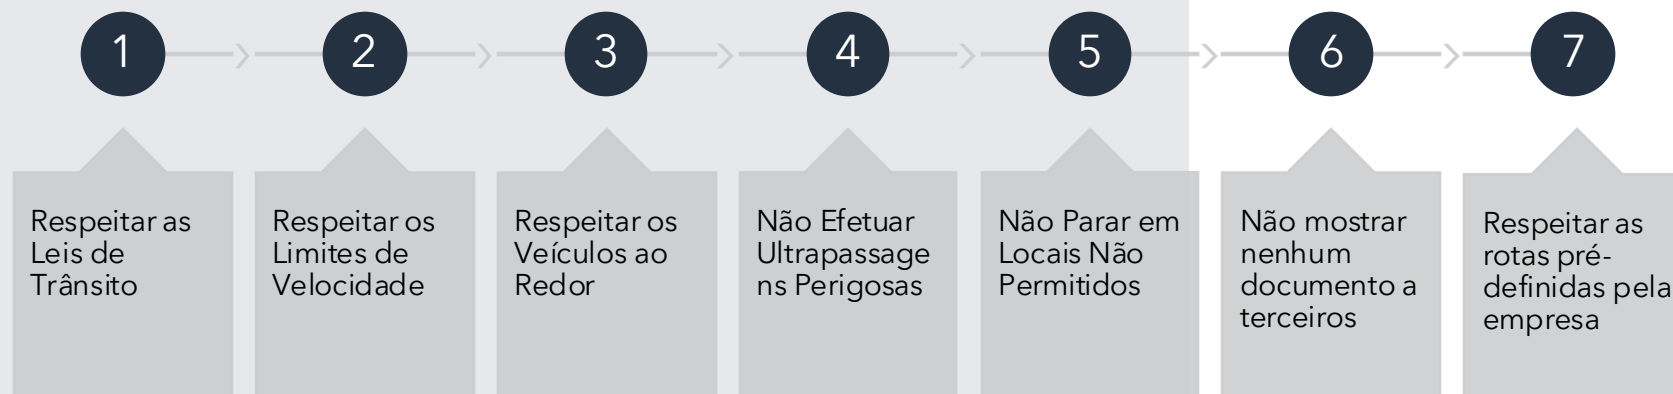 1
2
3
4
5
6
7
Respeitar as
Leis de
Trânsito
Respeitar os
Limites de
Velocidade
Respeitar os
Veículos ao
Redor
Não Efetuar
Ultrapassage
ns Perigosas
Não Parar em
Locais Não
Permitidos
Não mostrar
nenhum
documento a
terceiros
Respeitar as
rotas pré-
definidas pela
empresa